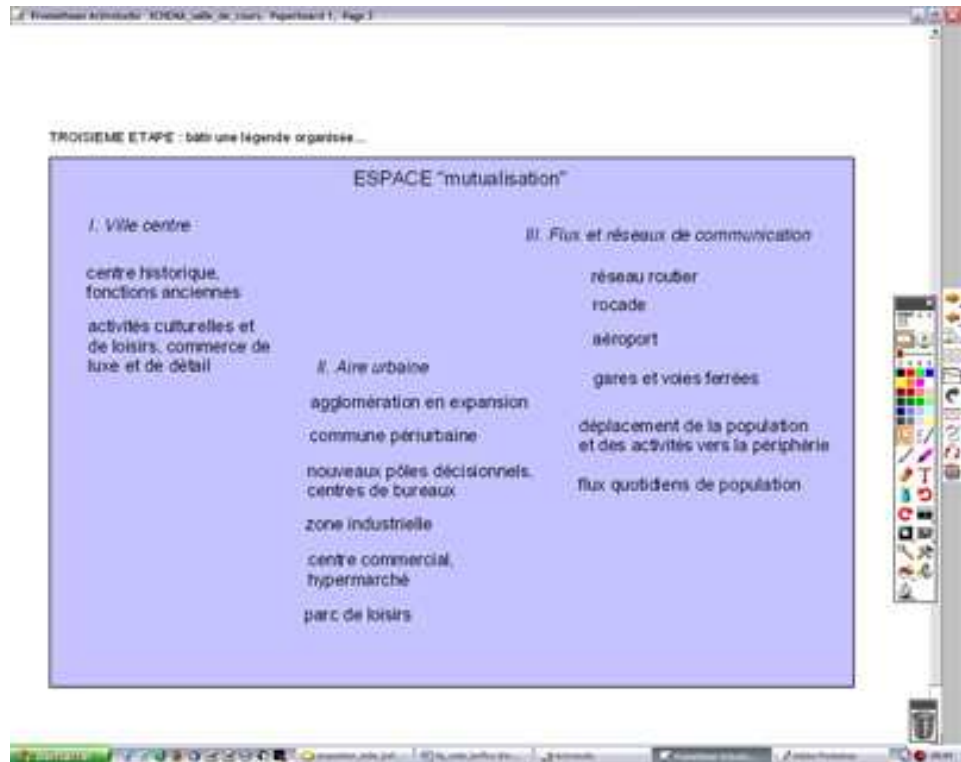 Promethean Activstudio
TROISIEME ETAPE : bâtir une légende organisée...
ESPACE "mutualisation"
I. Ville centre
centre historique,
fonctions anciennes
activités culturelles et
de loisirs, commerce de
luxe et de détail
II. Aire urbaine
agglomération en expansion
commune périurbaine
nouveaux pôles décisionnels,
centres de bureaux
zone industrielle
centre commercial,
hypermarché
parc de loisirs
III. Flux et réseaux de communication
réseau routier
rocade
aéroport
gares et voies ferrées
déplacement de la population
et des activités vers la périphérie
flux quotidiens de population